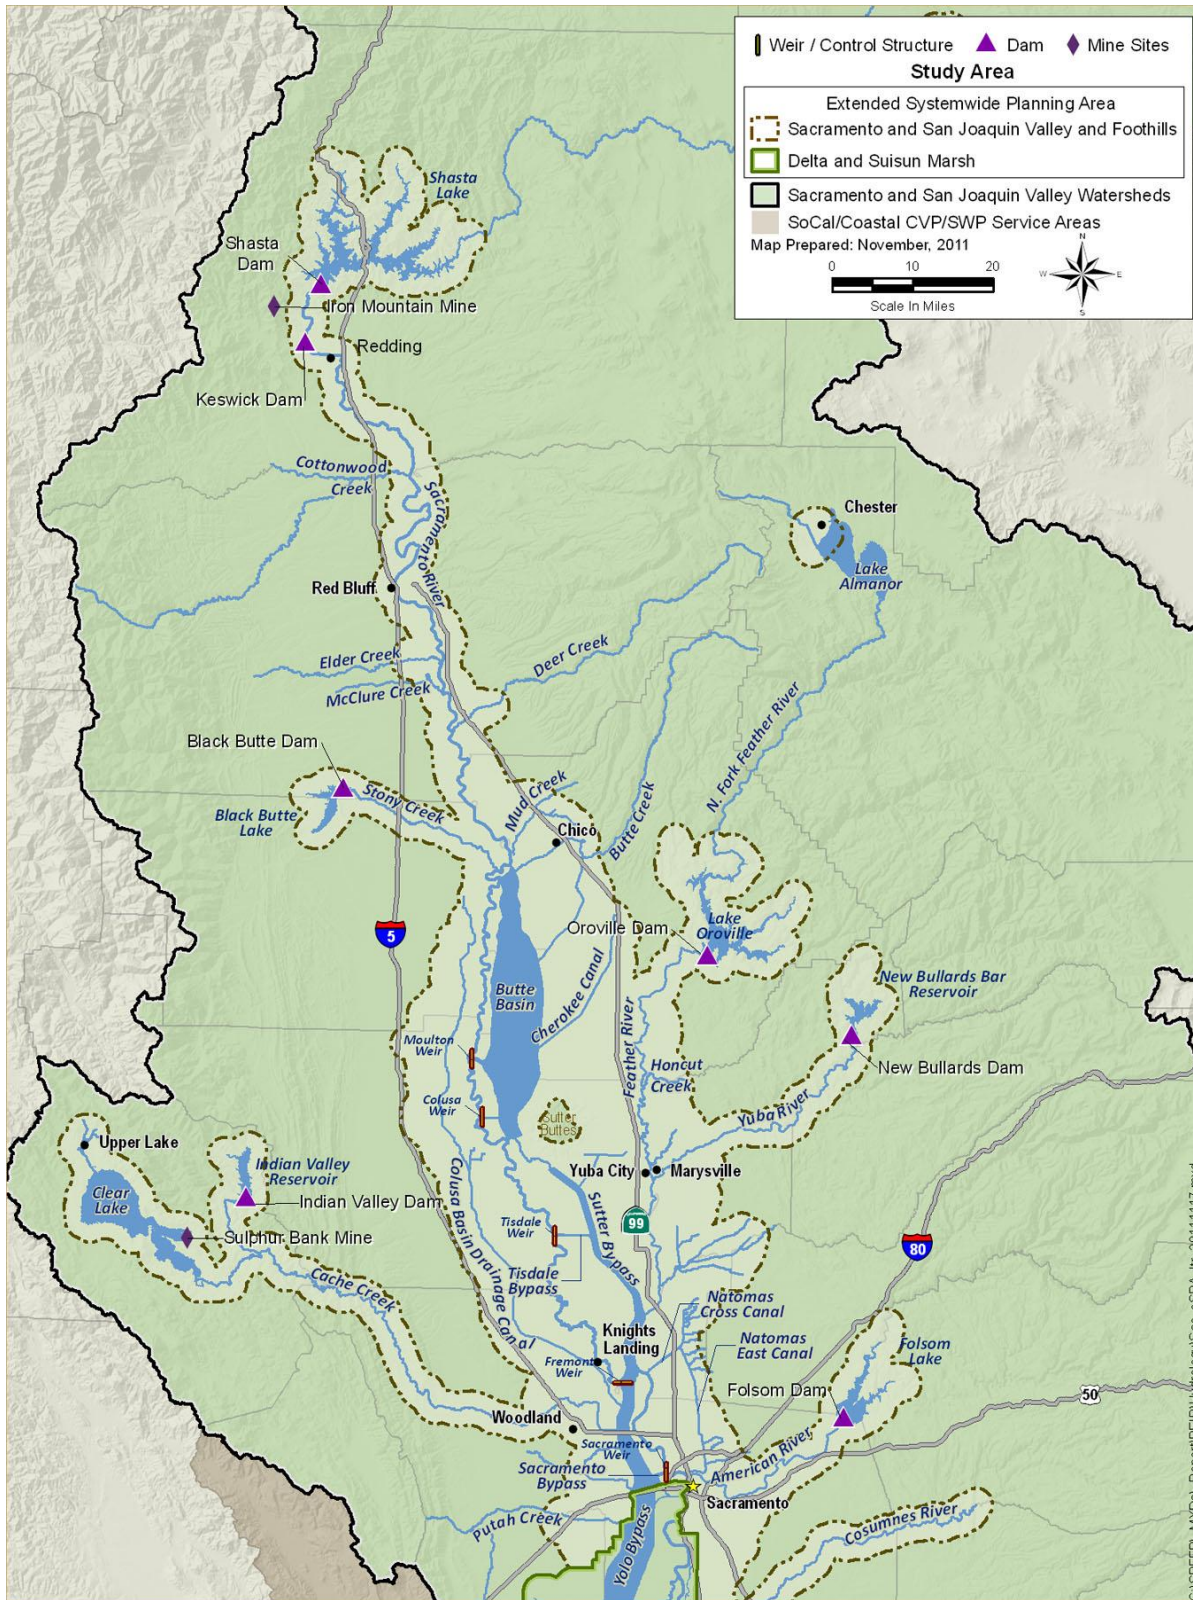 Weir / Control Structure
Dam
Mine Sites
Study Area
Extended Systemwide Planning Area
Sacramento and San Joaquin Valley and Foothills
Delta and Suisun Marsh
Sacramento and San Joaquin Valley Watersheds
SoCal/Coastal CVP/SWP Service Areas
Map Prepared: November, 2011
N
W
E
S
0 10 20
Scale In Miles
Shasta
Lake
Shasta
Dam
Iron Mountain Mine
Redding
Keswick Dam
Cottonwood
Creek
Sacramento River
Chester
Lake
Almanor
Red Bluff
Deer Creek
Elder Creek
McClure Creek
N. Fork Feather River
Black Butte Dam
Stony Creek
Mud Creek
Black Butte
Lake
Chico
Butte Creek
5
Oroville Dam
Lake
Oroville
New Bullards Bar
Reservoir
Butte
Basin
Cherokee Canal
Feather River
Moulton
Weir
Honcut
Creek
New Bullards Dam
Colusa
Weir
Sutter
Buttes
Yuba River
Upper Lake
Indian Valley
Reservoir
Yuba City
Marysville
Clear
Lake
Indian Valley Dam
Colusa Basin Drainage Canal
Sutter Bypass
99
Tisdale
Weir
Sulphur Bank Mine
80
Tisdale
Bypass
Cache Creek
Natomas
Cross Canal
Knights
Landing
Natomas
East Canal
Folsom
Lake
Fremont
Weir
Folsom Dam
50
Woodland
Sacramento
Weir
Sacramento
Bypass
American River
Sacramento
Putah Creek
Yolo Bypass
Cosumnes River